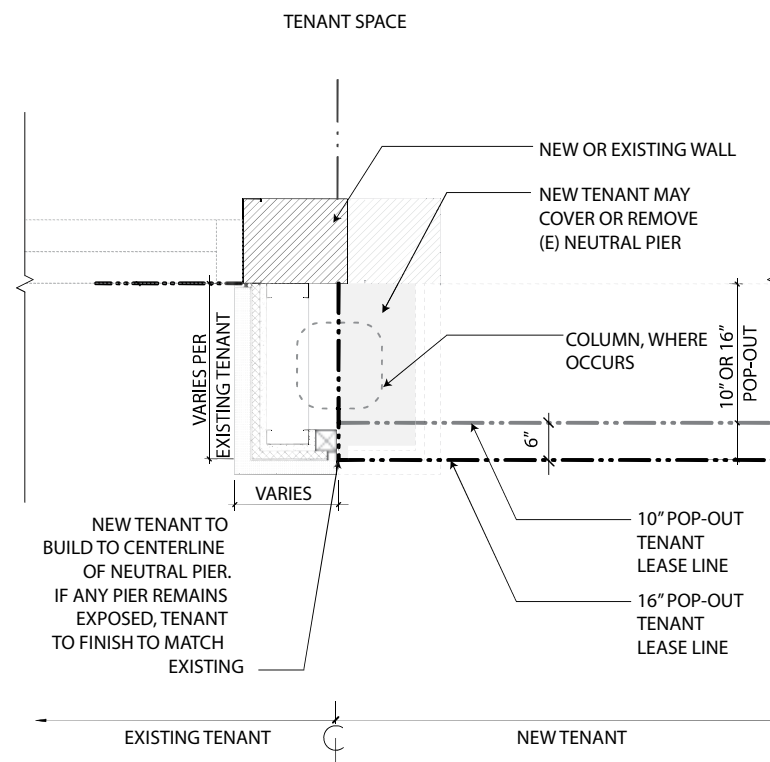 TENANT SPACE
NEW OR EXISTING WALL
NEW TENANT MAY
COVER OR REMOVE
(E) NEUTRAL PIER
COLUMN, WHERE
OCCURS
VARIES PER
EXISTING TENANT
10” OR 16”
POP-OUT
6”
VARIES
NEW TENANT TO
BUILD TO CENTERLINE
OF NEUTRAL PIER.
IF ANY PIER REMAINS
EXPOSED, TENANT
TO FINISH TO MATCH
EXISTING
10” POP-OUT
TENANT
LEASE LINE
16” POP-OUT
TENANT
LEASE LINE
EXISTING TENANT
NEW TENANT